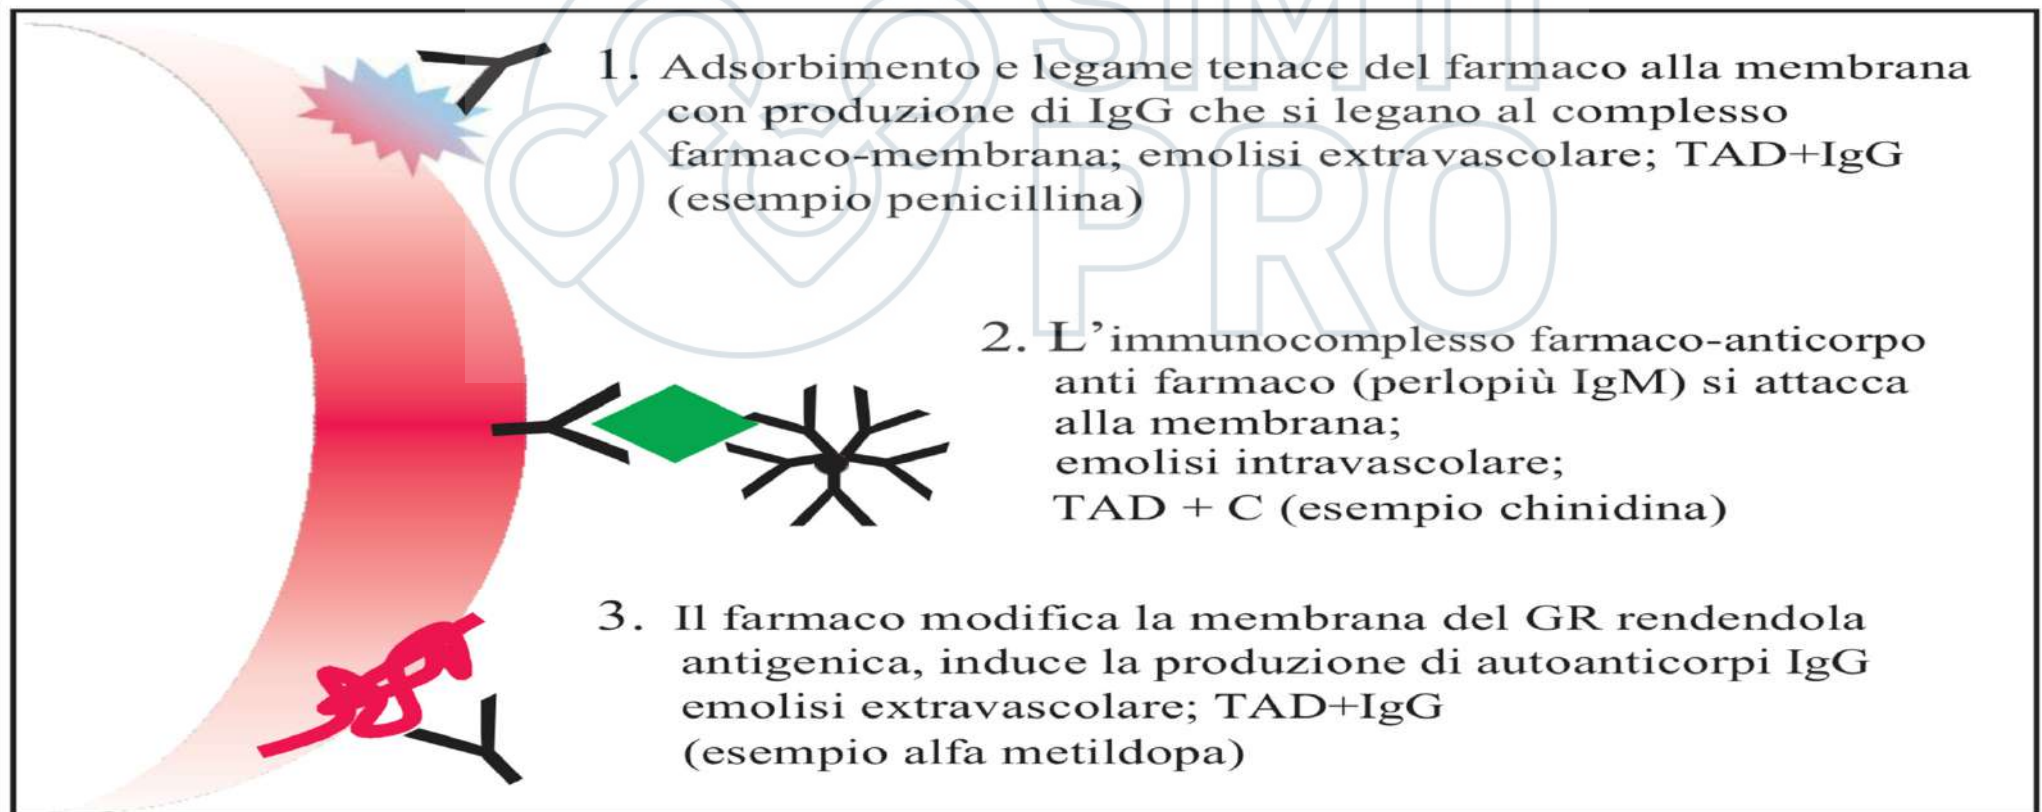 SIMTI
PRO
1. Adsorbimento e legame tenace del farmaco alla membrana
con produzione di IgG che si legano al complesso
farmaco-membrana; emolisi extravascolare; TAD+IgG
(esempio penicillina)
2. L’immunocomplesso farmaco-anticorpo
anti farmaco (perlopiù IgM) si attacca
alla membrana;
emolisi intravascolare;
TAD + C (esempio chinidina)
3. Il farmaco modifica la membrana del GR rendendola
antigenica, induce la produzione di autoanticorpi IgG
emolisi extravascolare; TAD+IgG
(esempio alfa metildopa)